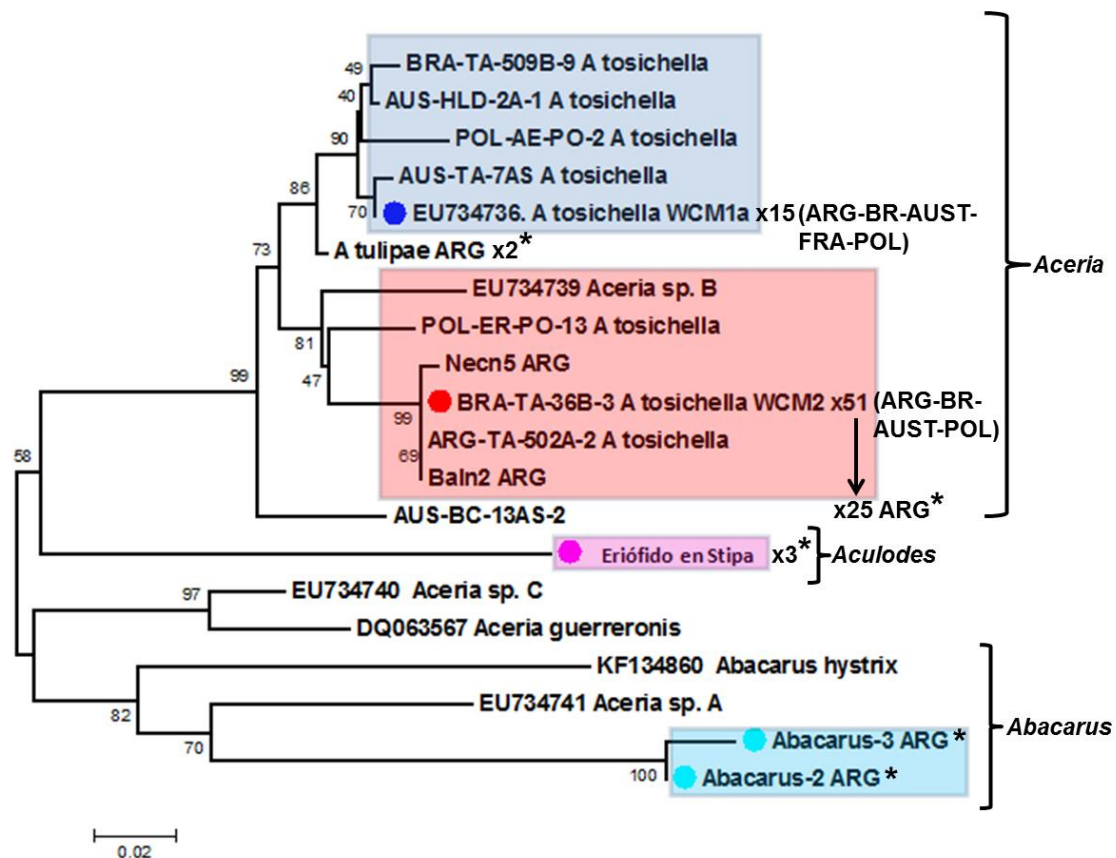 49
BRA-TA-509B-9 A tosichella
40
AUS-HLD-2A-1 A tosichella
90
POL-AE-PO-2 A tosichella
86
AUS-TA-7AS A tosichella
70
EU734736. A tosichella WCM1a x15 (ARG-BR-AUST-
FRA-POL)
73
A tulipae ARG x2*
Aceria
EU734739 Aceria sp. B
81
POL-ER-PO-13 A tosichella
47
Necn5 ARG
99
99
BRA-TA-36B-3 A tosichella WCM2 x51 (ARG-BR-
AUST-POL)
ARG-TA-502A-2 A tosichella
69
Baln2 ARG
58
x25 ARG*
AUS-BC-13AS-2
Eriófido en Stipa x3*
Aculodes
97
EU734740 Aceria sp. C
DQ063567 Aceria guerreronis
KF134860 Abacarus hystrix
82
EU734741 Aceria sp. A
Abacarus
70
Abacarus-3 ARG *
100
Abacarus-2 ARG *
0.02